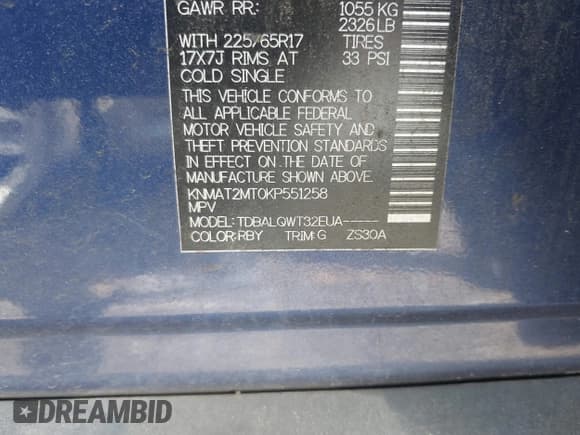 GAWR RR: 1055 KG
2326LB
WITH 225/65R17 TIRES
17X7J RIMS AT 33 PSI
COLD SINGLE
THIS VEHICLE CONFORMS TO
ALL APPLICABLE FEDERAL
MOTOR VEHICLE SAFETY AND
THEFT PREVENTION STANDARDS
IN EFFECT ON THE DATE OF
MANUFACTURE SHOWN ABOVE.
KNMAT2MT0KP551258
MPV
MODEL:TDBALQWT32EUA-----
COLOR:RBY TRIM:G ZS30A
DREAMBID